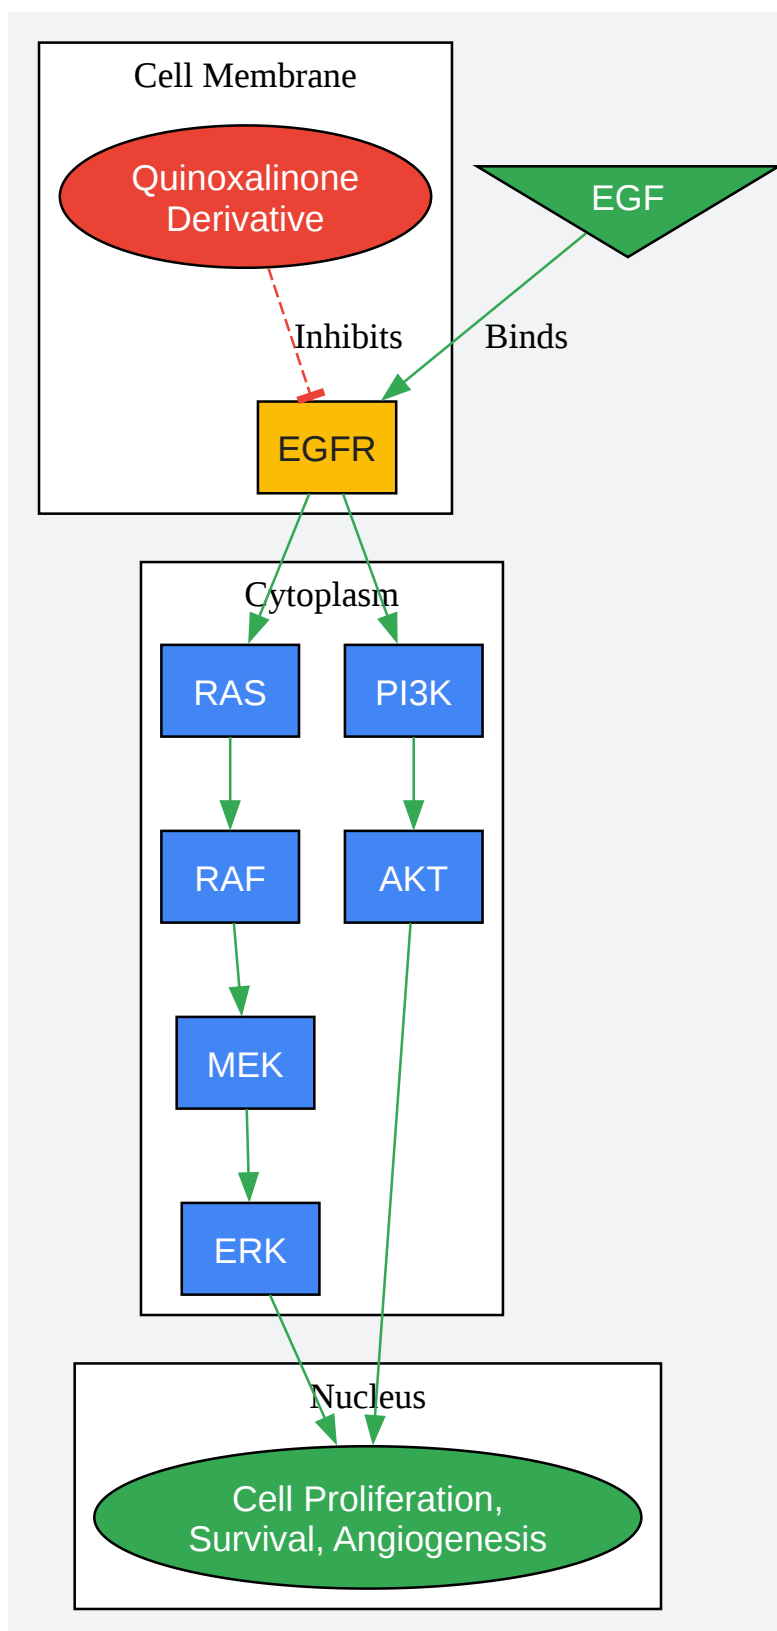 Cell Membrane
Quinoxalinone
Derivative
EGF
Inhibits
Binds
EGFR
Cytoplasm
RAS
PI3K
RAF
AKT
MEK
ERK
Nucleus
Cell Proliferation,
Survival, Angiogenesis